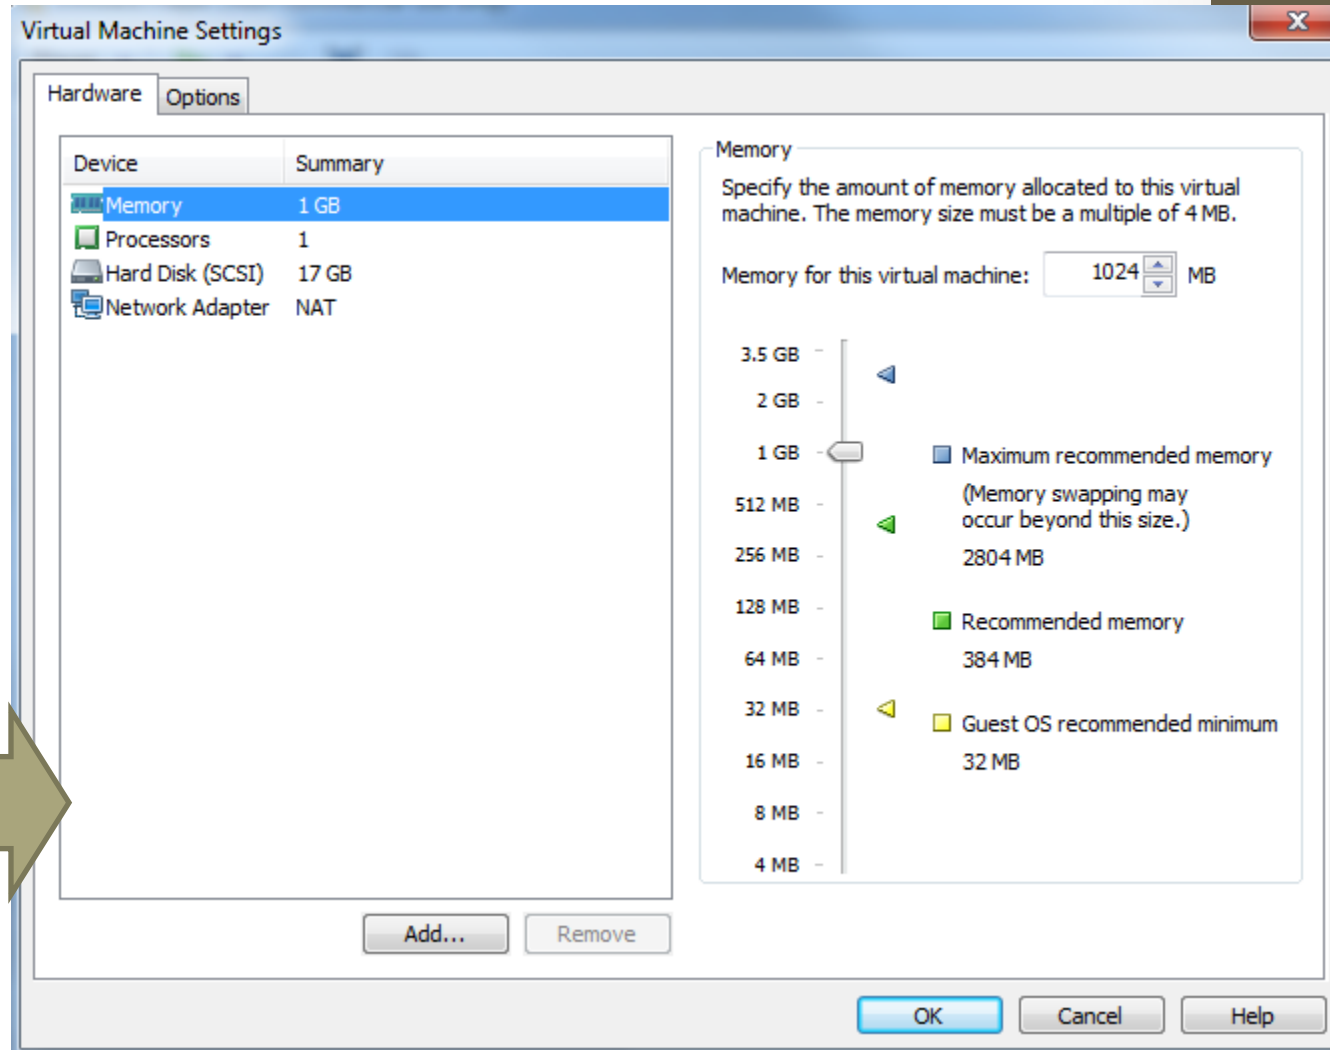 Virtual Machine Settings
x
Hardware Options
Device Summary
Memory 1 GB
Processors 1
Hard Disk (SCSI) 17 GB
Network Adapter NAT
Add... Remove
Memory
Specify the amount of memory allocated to this virtual
machine. The memory size must be a multiple of 4 MB.
Memory for this virtual machine: 1024 MB
3.5 GB
2 GB
1 GB
512 MB
256 MB
128 MB
64 MB
32 MB
16 MB
8 MB
4 MB
Maximum recommended memory
(Memory swapping may
occur beyond this size.)
2804 MB
Recommended memory
384 MB
Guest OS recommended minimum
32 MB
OK Cancel Help